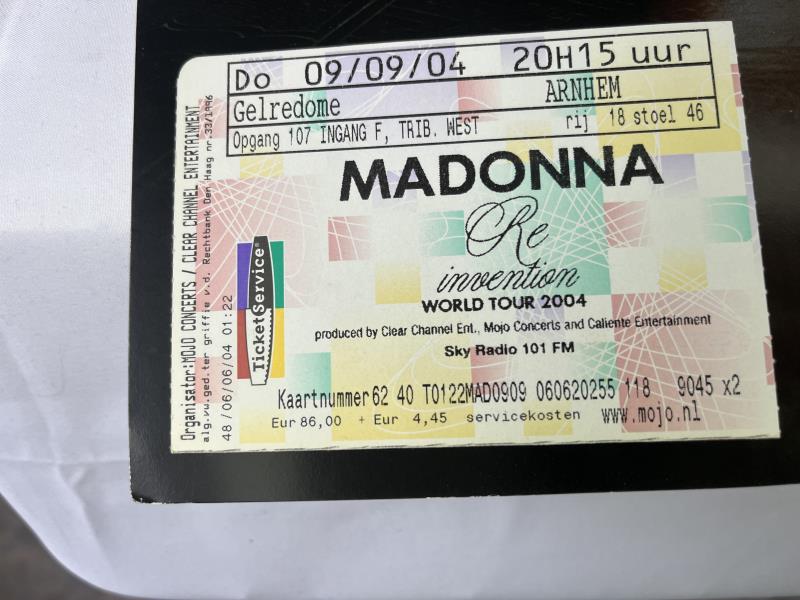 Do 09/09/04 20H15 uur
Gelredome ARNHEM
Opgang 107 INGANG F, TRIB. WEST rij 18 stoel 46
MADONNA
Re
invention
WORLD TOUR 2004
produced by Clear Channel Ent., Mojo Concerts and Caliente Entertainment
Sky Radio 101 FM
Kaartnummer 62 40 T0122MAD0909 060620255 118 9045 x2
Eur 86,00 + Eur 4,45 servicekosten www.mojo.nl
TicketService®
Organisator: MOJO CONCERTS / CLEAR CHANNEL ENTERTAINMENT
alg.vw.ged.ter griffie v.d. Rechtbank Den Haag nr.33/1996
48 /06/06/04 01:22